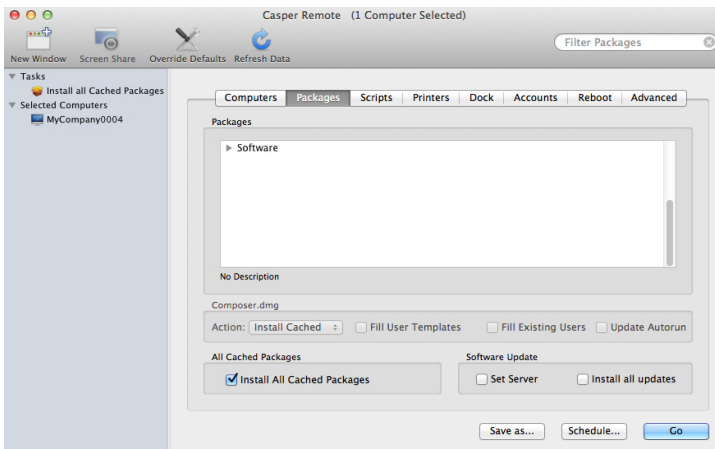 Casper Remote (1 Computer Selected)
New Window Screen Share Override Defaults Refresh Data
Filter Packages
Tasks
Install all Cached Packages
Selected Computers
MyCompany0004
Computers Packages Scripts Printers Dock Accounts Reboot Advanced
Packages
Software
No Description
Composer.dmg
Action: Install Cached Fill User Templates Fill Existing Users Update Autorun
All Cached Packages
Install All Cached Packages
Software Update
Set Server Install all updates
Save as... Schedule... Go